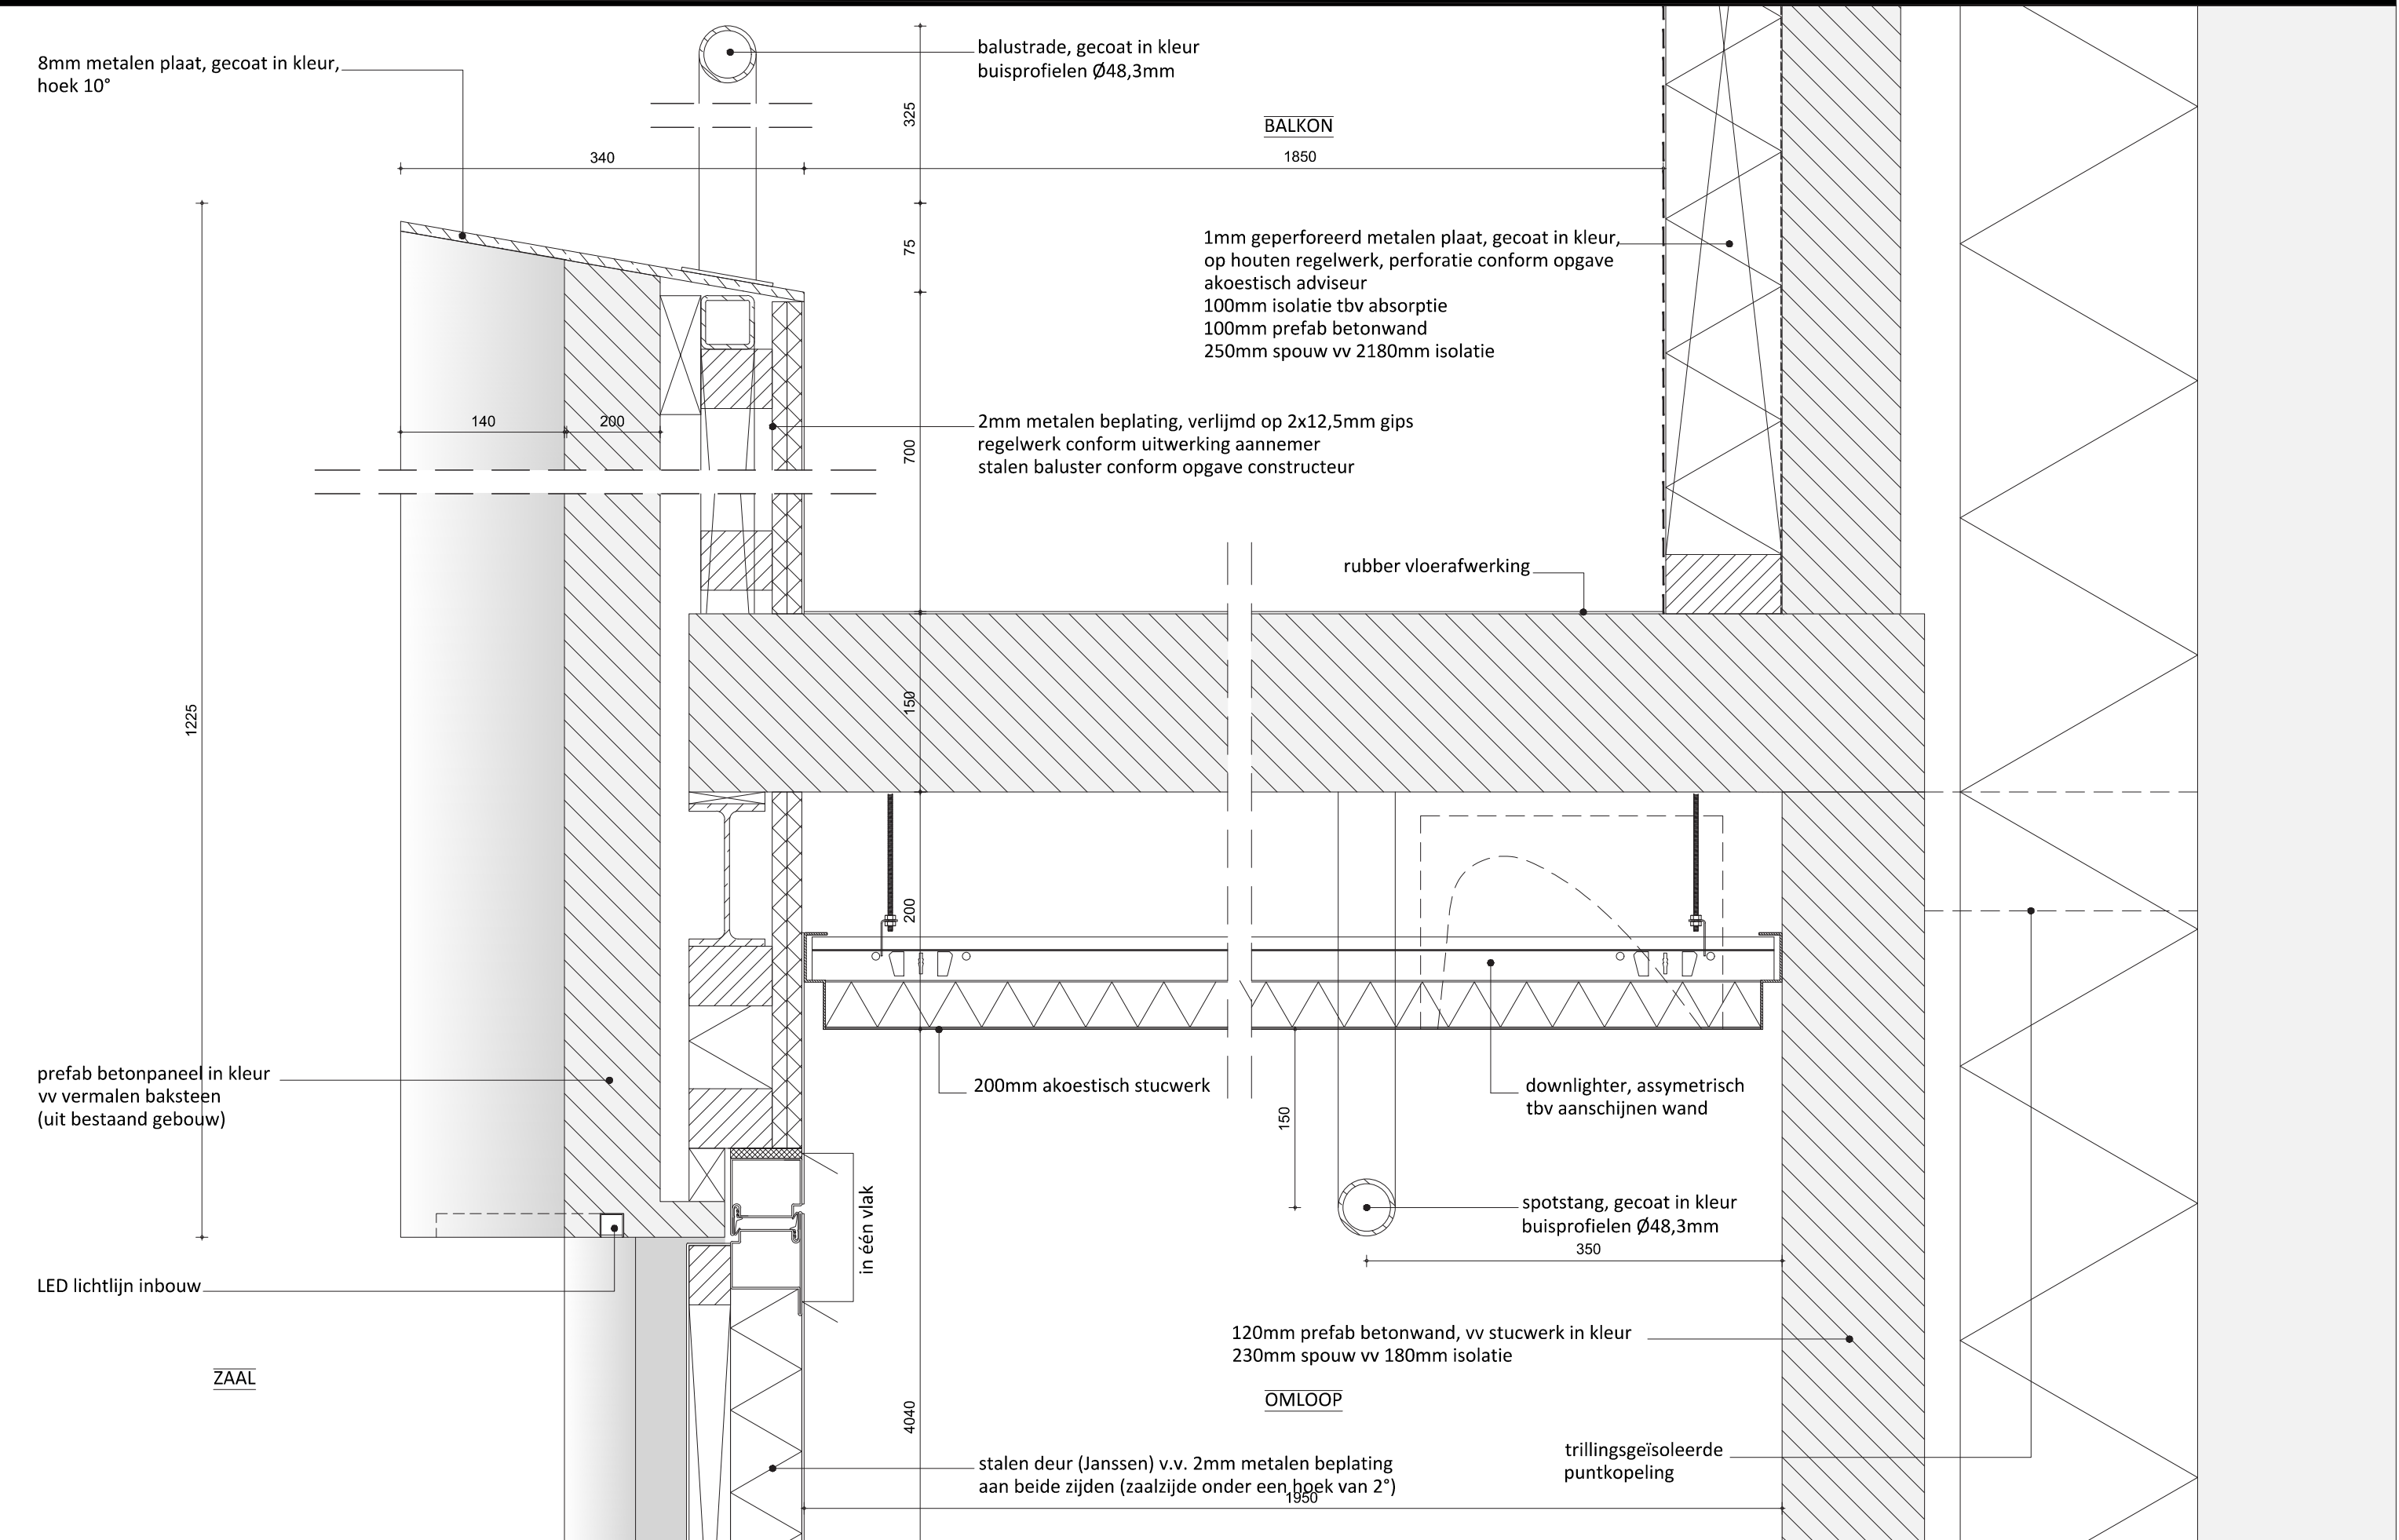 8mm metalen plaat, gecoat in kleur,
hoek 10°
balustrade, gecoat in kleur
buisprofielen Ø48,3mm
325
BALKON
340
1850
75
1mm geperforeerd metalen plaat, gecoat in kleur,
op houten regelwerk, perforatie conform opgave
akoestisch adviseur
100mm isolatie tbv absorptie
100mm prefab betonwand
250mm spouw vv 2180mm isolatie
140
200
700
2mm metalen beplating, verlijmd op 2x12,5mm gips
regelwerk conform uitwerking aannemer
stalen baluster conform opgave constructeur
rubber vloerafwerking
1225
150
200
prefab betonpaneel in kleur
vv vermalen baksteen
(uit bestaand gebouw)
200mm akoestisch stucwerk
150
downlighter, assymetrisch
tbv aanschijnen wand
in één vlak
spotstang, gecoat in kleur
buisprofielen Ø48,3mm
350
LED lichtlijn inbouw
120mm prefab betonwand, vv stucwerk in kleur
230mm spouw vv 180mm isolatie
ZAAL
OMLOOP
4040
stalen deur (Janssen) v.v. 2mm metalen beplating
aan beide zijden (zaalzijde onder een hoek van 2°)
trillingsgeïsoleerde
puntkopeling
1950